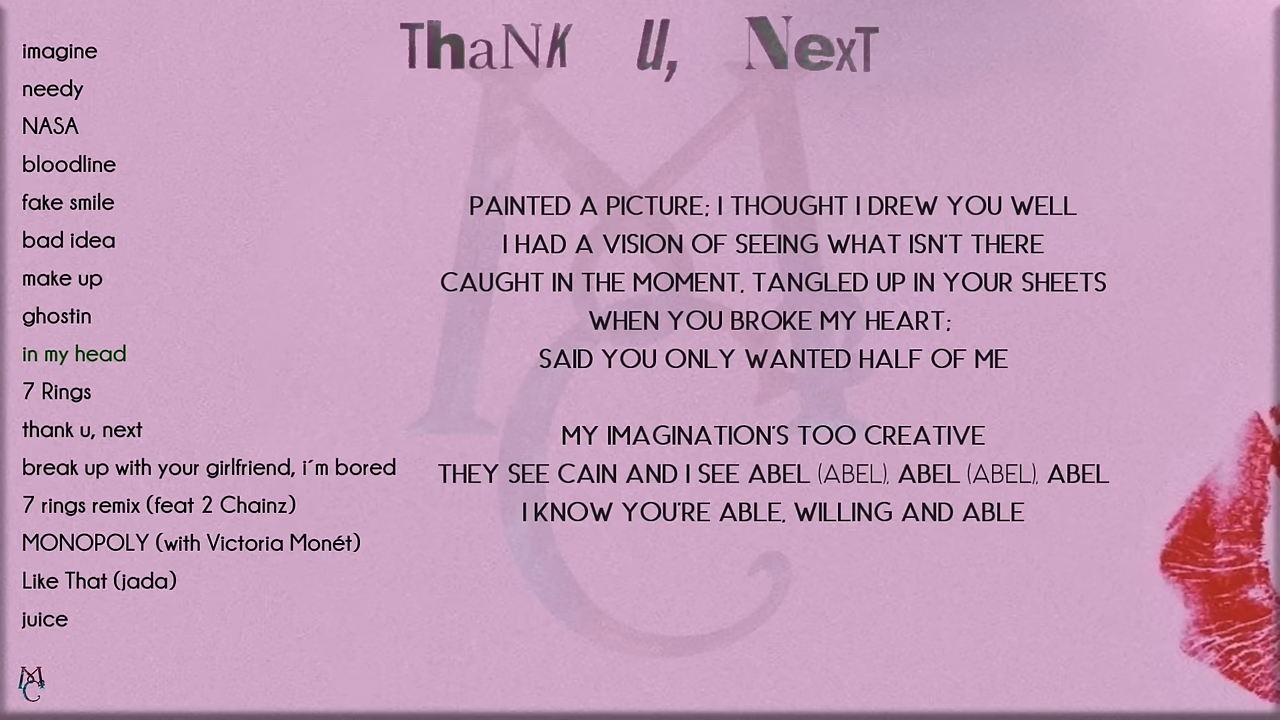 ThaNK U, NexT
imagine
needy
NASA
bloodline
fake smile
bad idea
make up
ghostin
in my head
7 Rings
thank u, next
break up with your girlfriend, i´m bored
7 rings remix (feat 2 Chainz)
MONOPOLY (with Victoria Monét)
Like That (jada)
juice
PAINTED A PICTURE; I THOUGHT I DREW YOU WELL
I HAD A VISION OF SEEING WHAT ISN'T THERE
CAUGHT IN THE MOMENT, TANGLED UP IN YOUR SHEETS
WHEN YOU BROKE MY HEART;
SAID YOU ONLY WANTED HALF OF ME
MY IMAGINATION'S TOO CREATIVE
THEY SEE CAIN AND I SEE ABEL (ABEL), ABEL (ABEL), ABEL
I KNOW YOU'RE ABLE, WILLING AND ABLE
MC
MC